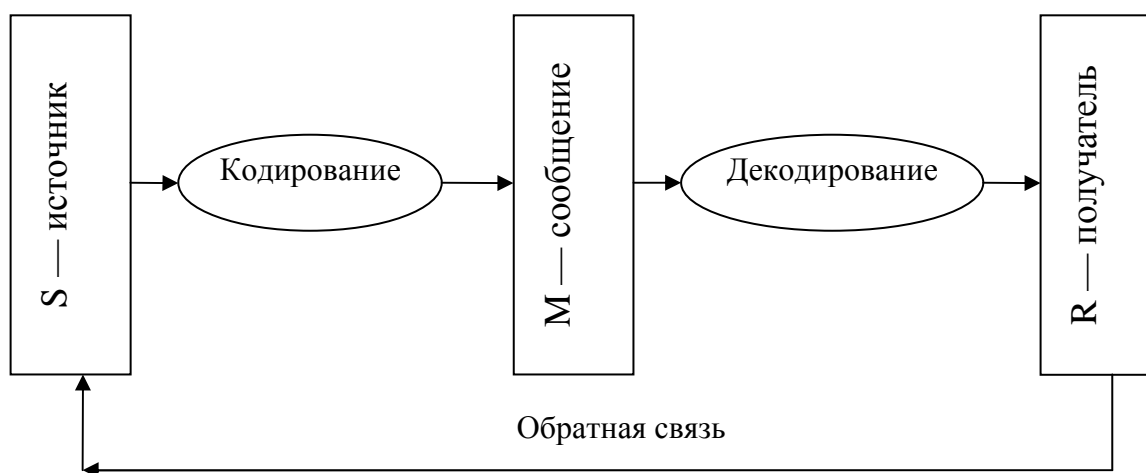 S — источник
Кодирование
M — сообщение
Декодирование
R — получатель
Обратная связь